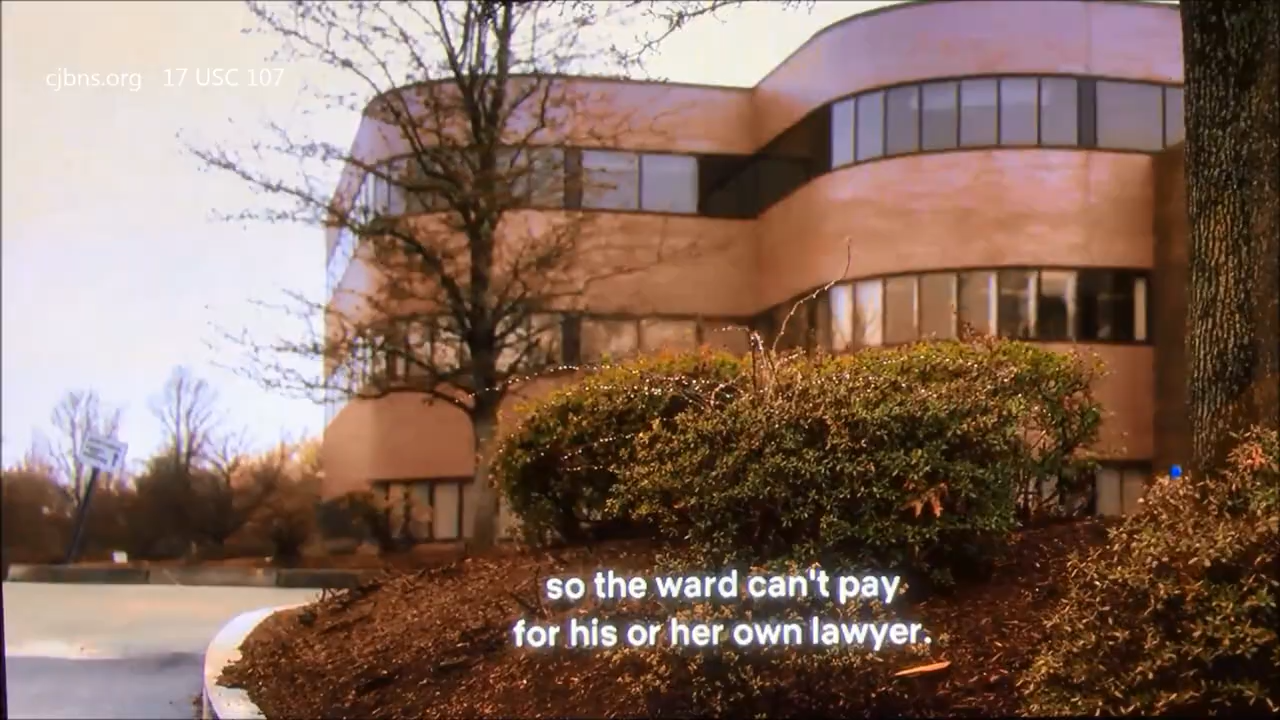 cjbns.org 17 USC 107
so the ward can't pay
for his or her own lawyer.